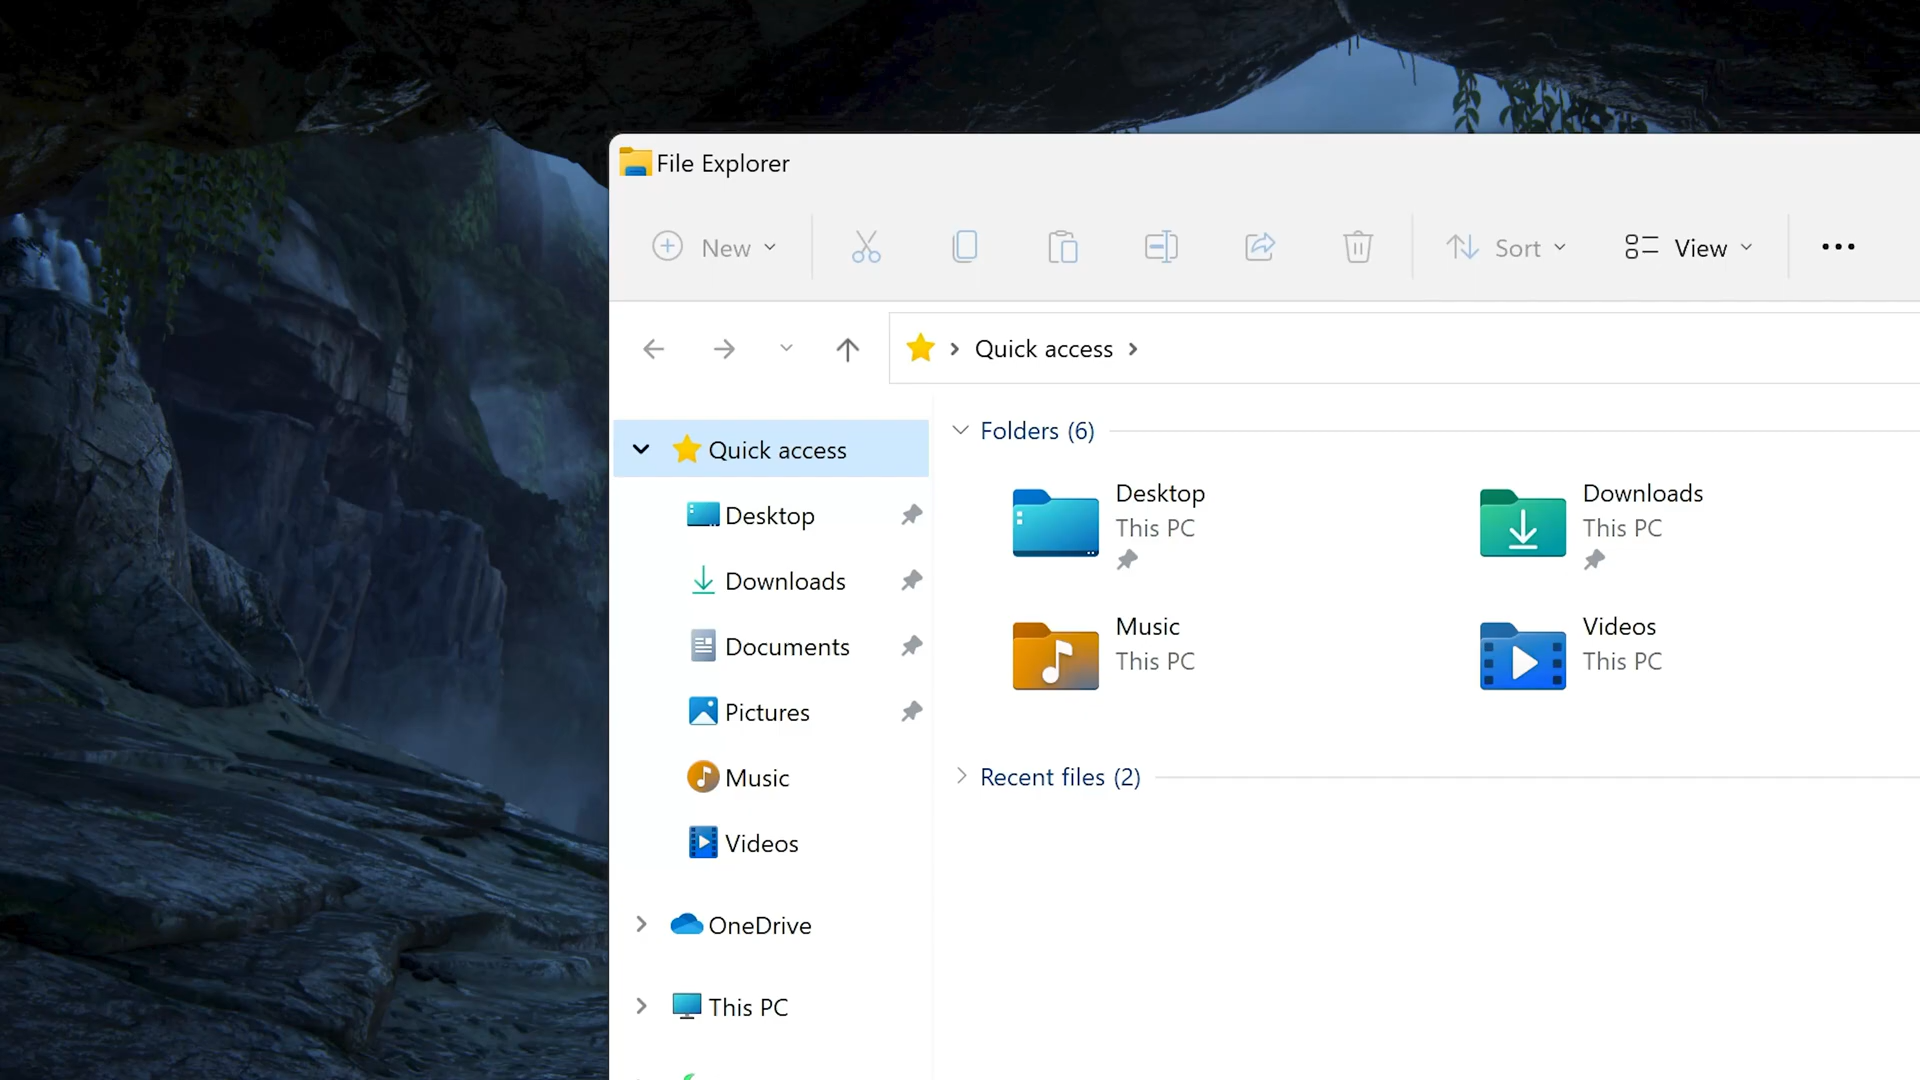 File Explorer
New
Sort
View
Quick access
Quick access
Desktop
Downloads
Documents
Pictures
Music
Videos
OneDrive
This PC
Folders (6)
Desktop
This PC
Downloads
This PC
Music
This PC
Videos
This PC
Recent files (2)